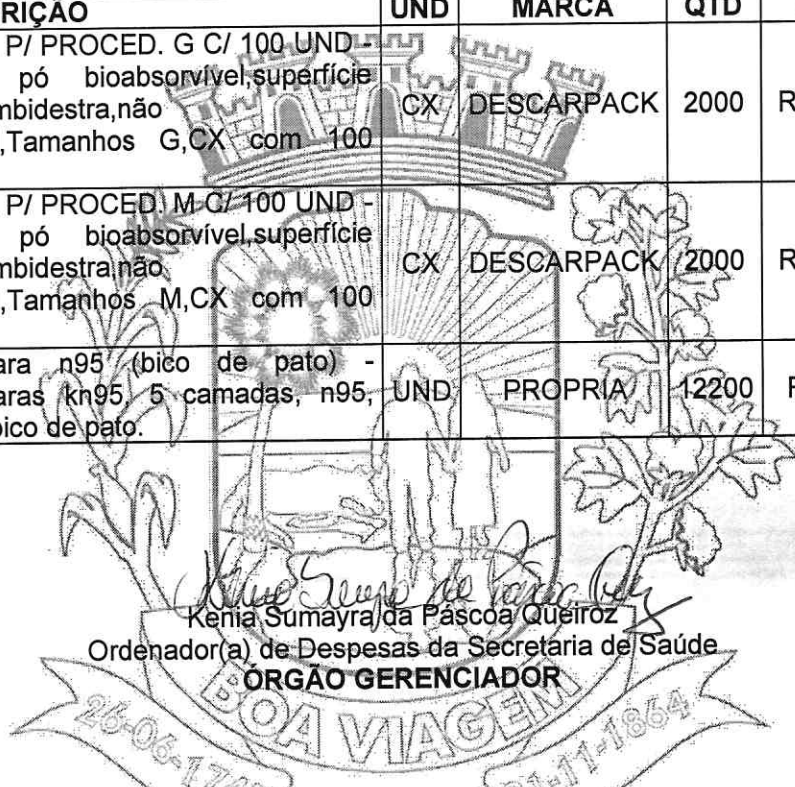 RIÇÃO UND MARCA QTD
P/ PROCED. G C/ 100 UND -
pó bioabsorvível,superfície
mbidestra,não
,Tamanhos G,CX com 100
CX DESCARPACK 2000 R
P/ PROCED. M C/ 100 UND -
pó bioabsorvível,superfície
mbidestra,não
,Tamanhos M,CX com 100
CX DESCARPACK 2000 R
ara n95 (bico de pato) -
aras kn95, 5 camadas, n95,
bico de pato.
UND PROPRIA 12200 R
Kenia Sumayra da Páscoa Queiroz
Ordenador(a) de Despesas da Secretaria de Saúde
ÓRGÃO GERENCIADOR
BOA VIAGEM
26-06-174
21-11-1864